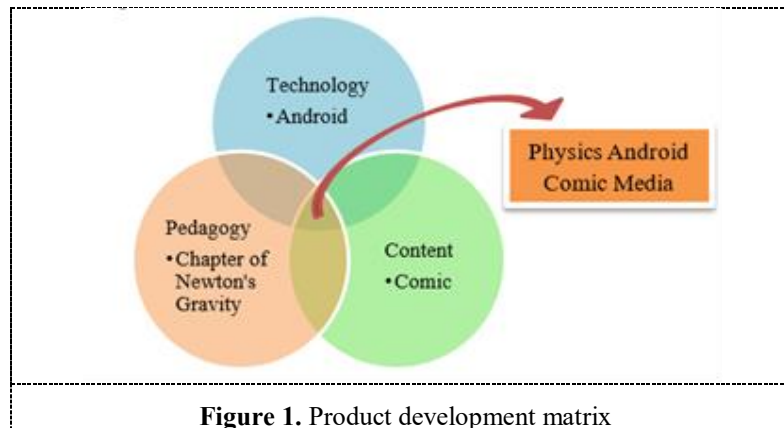 Technology
•Android
Physics Android
Comic Media
Pedagogy
•Chapter of
Newton's
Gravity
Content
•Comic
Figure 1. Product development matrix